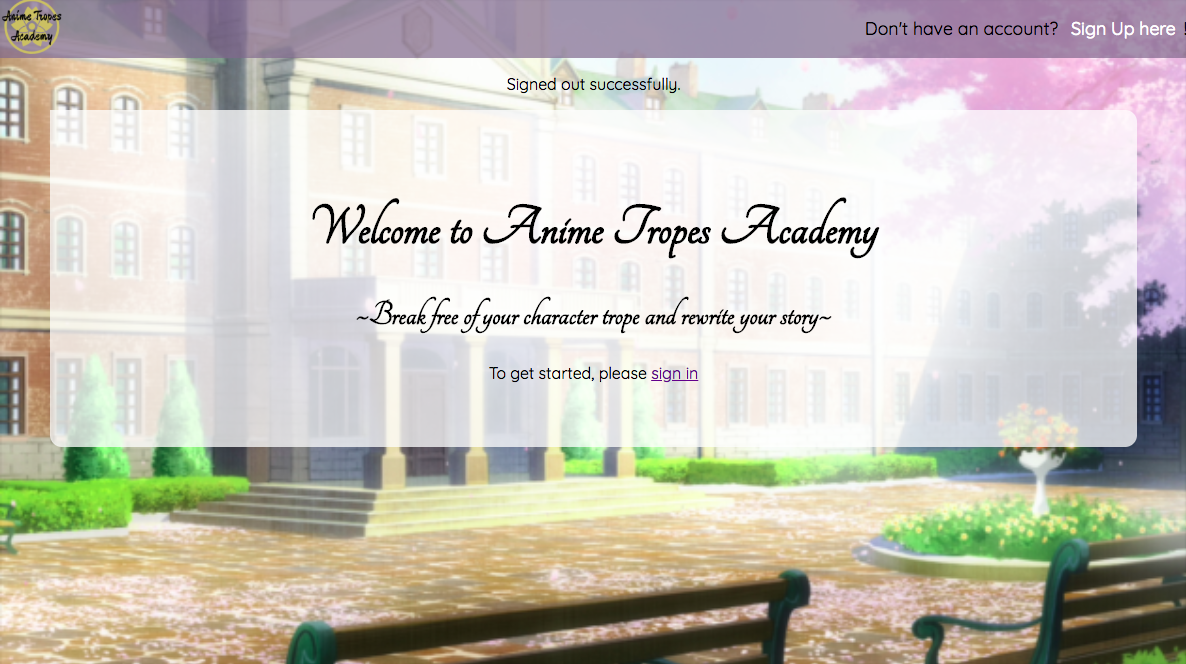 Anime Tropes
Academy
Don't have an account? Sign Up here !
Signed out successfully.
Welcome to Anime Tropes Academy
~Break free of your character trope and rewrite your story~
To get started, please sign in